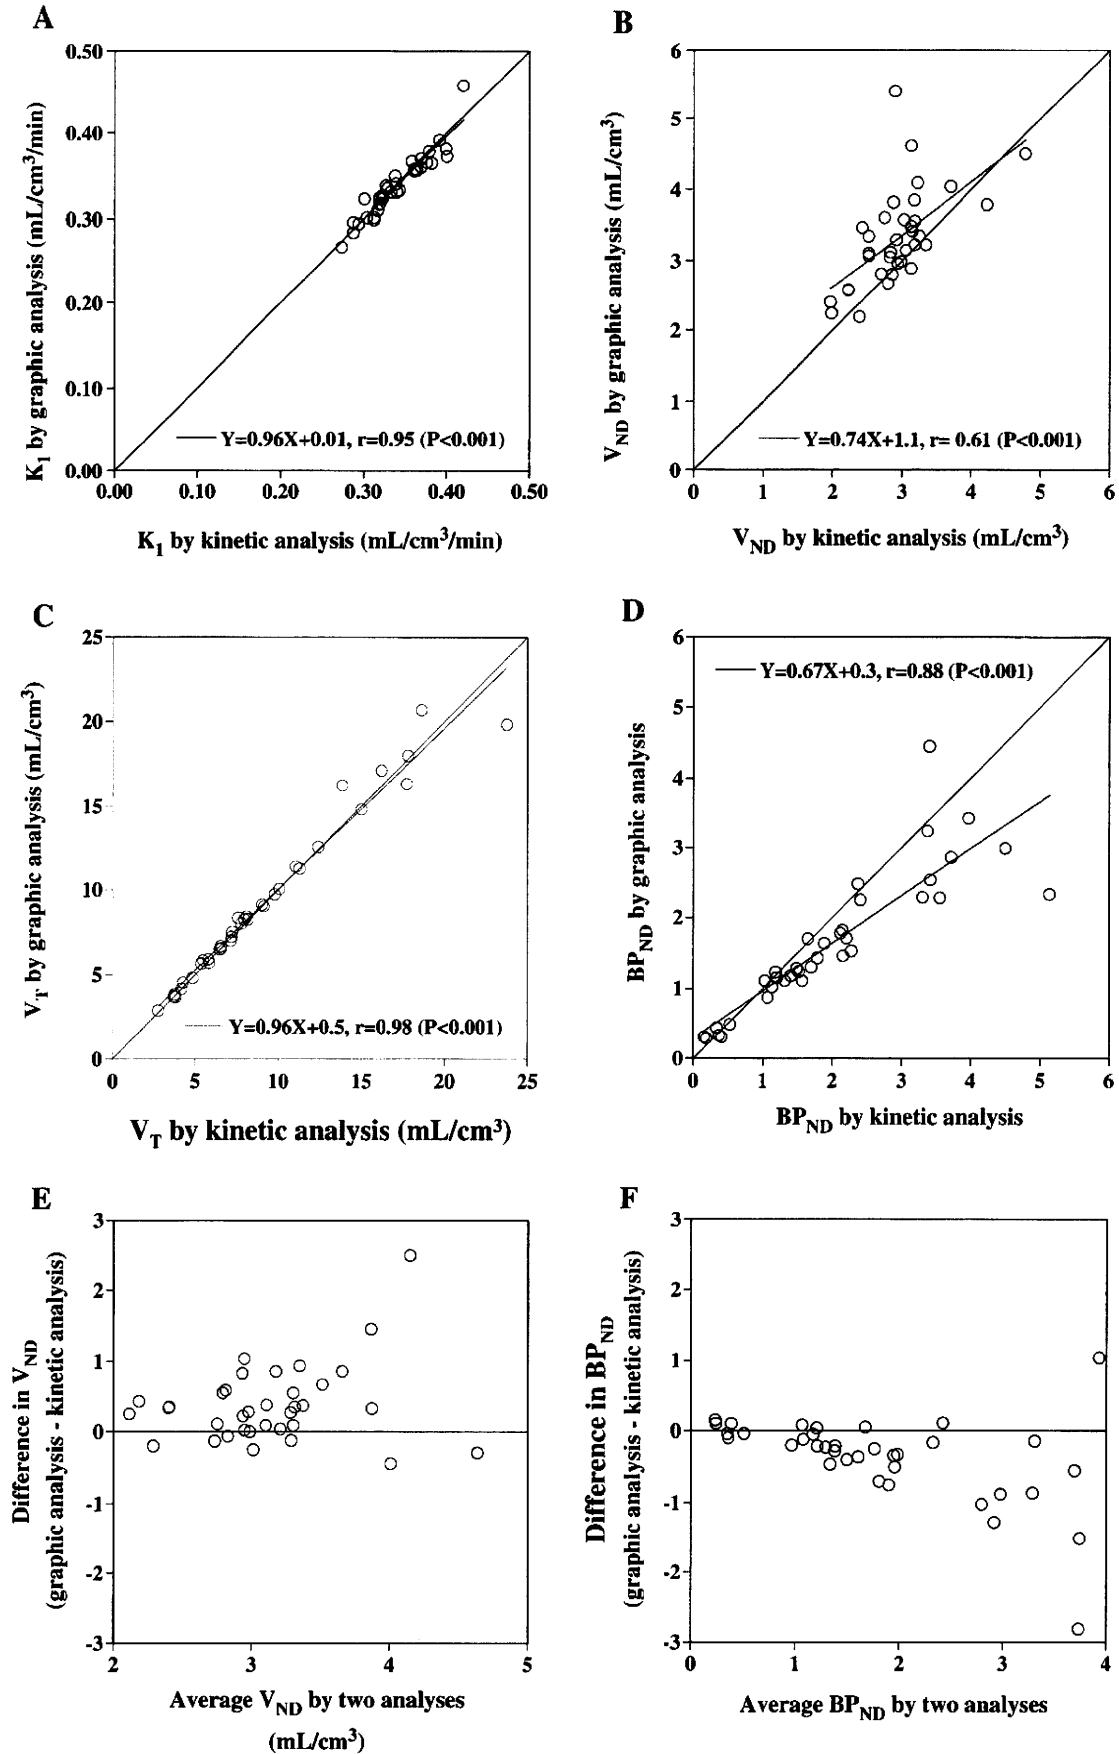 A
0.50
0.40
0.30
0.20
0.10
0.00
K1 by graphic analysis (mL/cm3/min)
Y=0.96X+0.01, r=0.95 (P<0.001)
0.00 0.10 0.20 0.30 0.40 0.50
K1 by kinetic analysis (mL/cm3/min)
B
6
5
4
3
2
1
0
VND by graphic analysis (mL/cm3)
Y=0.74X+1.1, r= 0.61 (P<0.001)
0 1 2 3 4 5 6
VND by kinetic analysis (mL/cm3)
C
25
20
15
10
5
0
VT by graphic analysis (mL/cm3)
Y=0.96X+0.5, r=0.98 (P<0.001)
0 5 10 15 20 25
VT by kinetic analysis (mL/cm3)
D
6
5
4
3
2
1
0
BPND by graphic analysis
Y=0.67X+0.3, r=0.88 (P<0.001)
0 1 2 3 4 5 6
BPND by kinetic analysis
E
3
2
1
0
-1
-2
-3
Difference in VND
(graphic analysis - kinetic analysis)
2 3 4 5
Average VND by two analyses
(mL/cm3)
F
3
2
1
0
-1
-2
-3
Difference in BPND
(graphic analysis - kinetic analysis)
0 1 2 3 4
Average BPND by two analyses